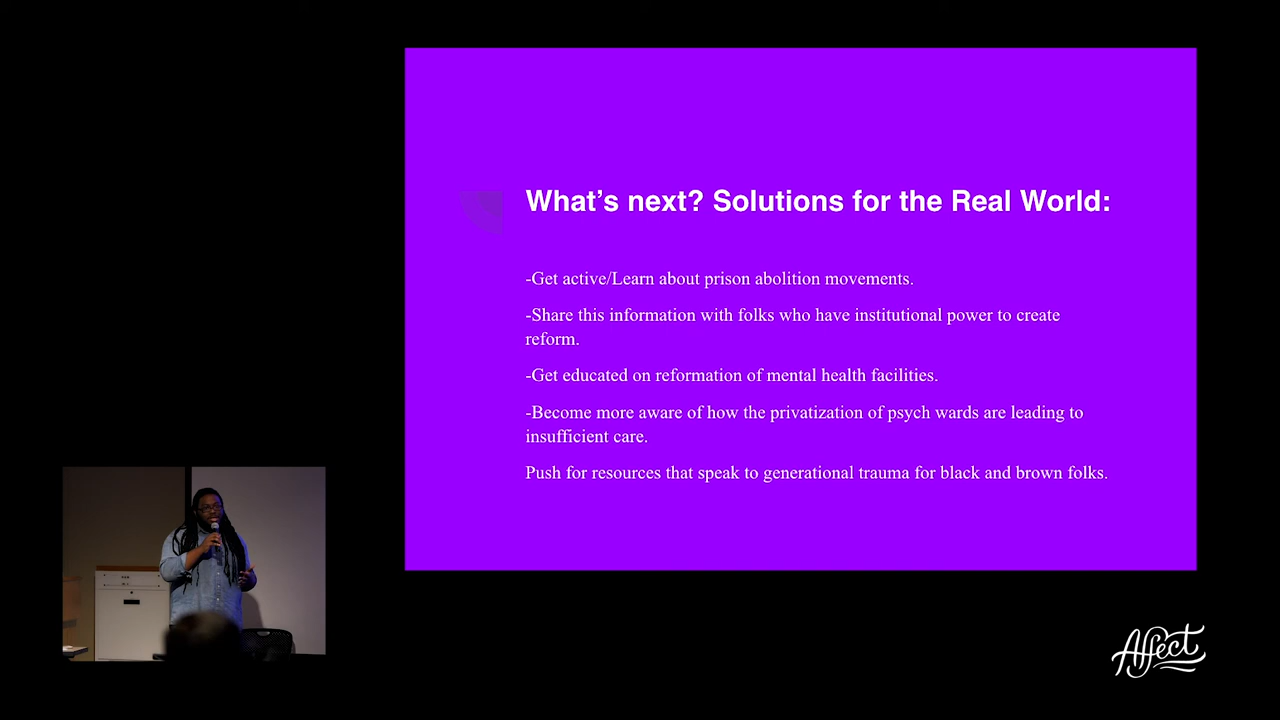 What’s next? Solutions for the Real World:
-Get active/Learn about prison abolition movements.
-Share this information with folks who have institutional power to create
reform.
-Get educated on reformation of mental health facilities.
-Become more aware of how the privatization of psych wards are leading to
insufficient care.
Push for resources that speak to generational trauma for black and brown folks.
Affect